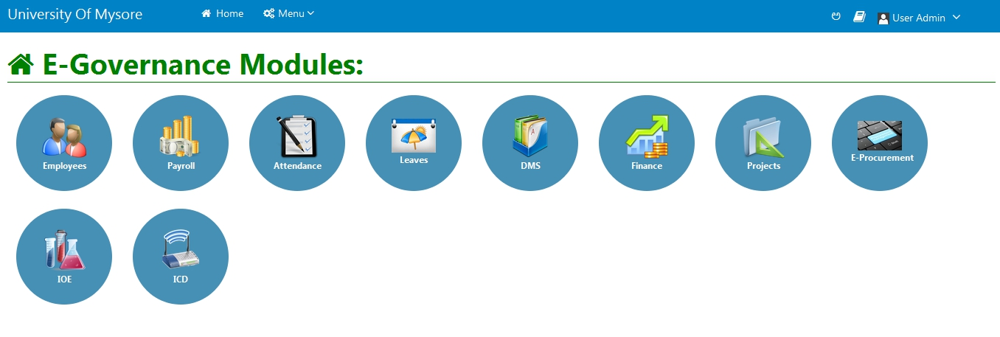 University Of Mysore Home Menu User Admin
E-Governance Modules:
Employees Payroll Attendance Leaves DMS Finance Projects E-Procurement
IOE ICD